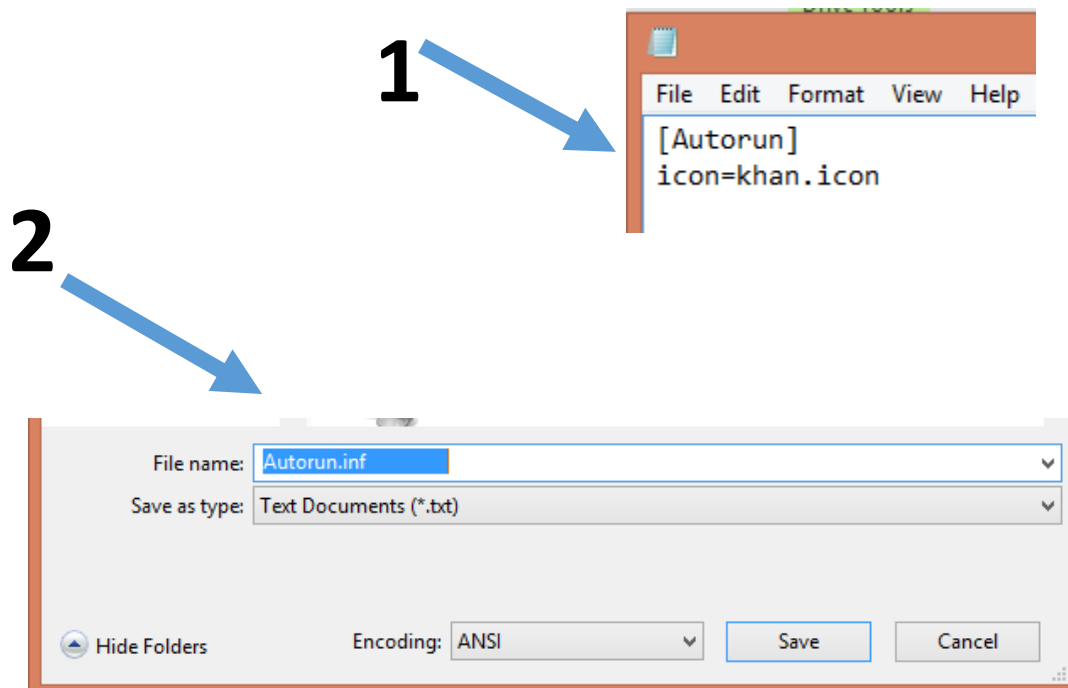 1
File Edit Format View Help
[Autorun]
icon=khan.icon
2
File name: Autorun.inf
Save as type: Text Documents (*.txt)
Hide Folders Encoding: ANSI Save Cancel